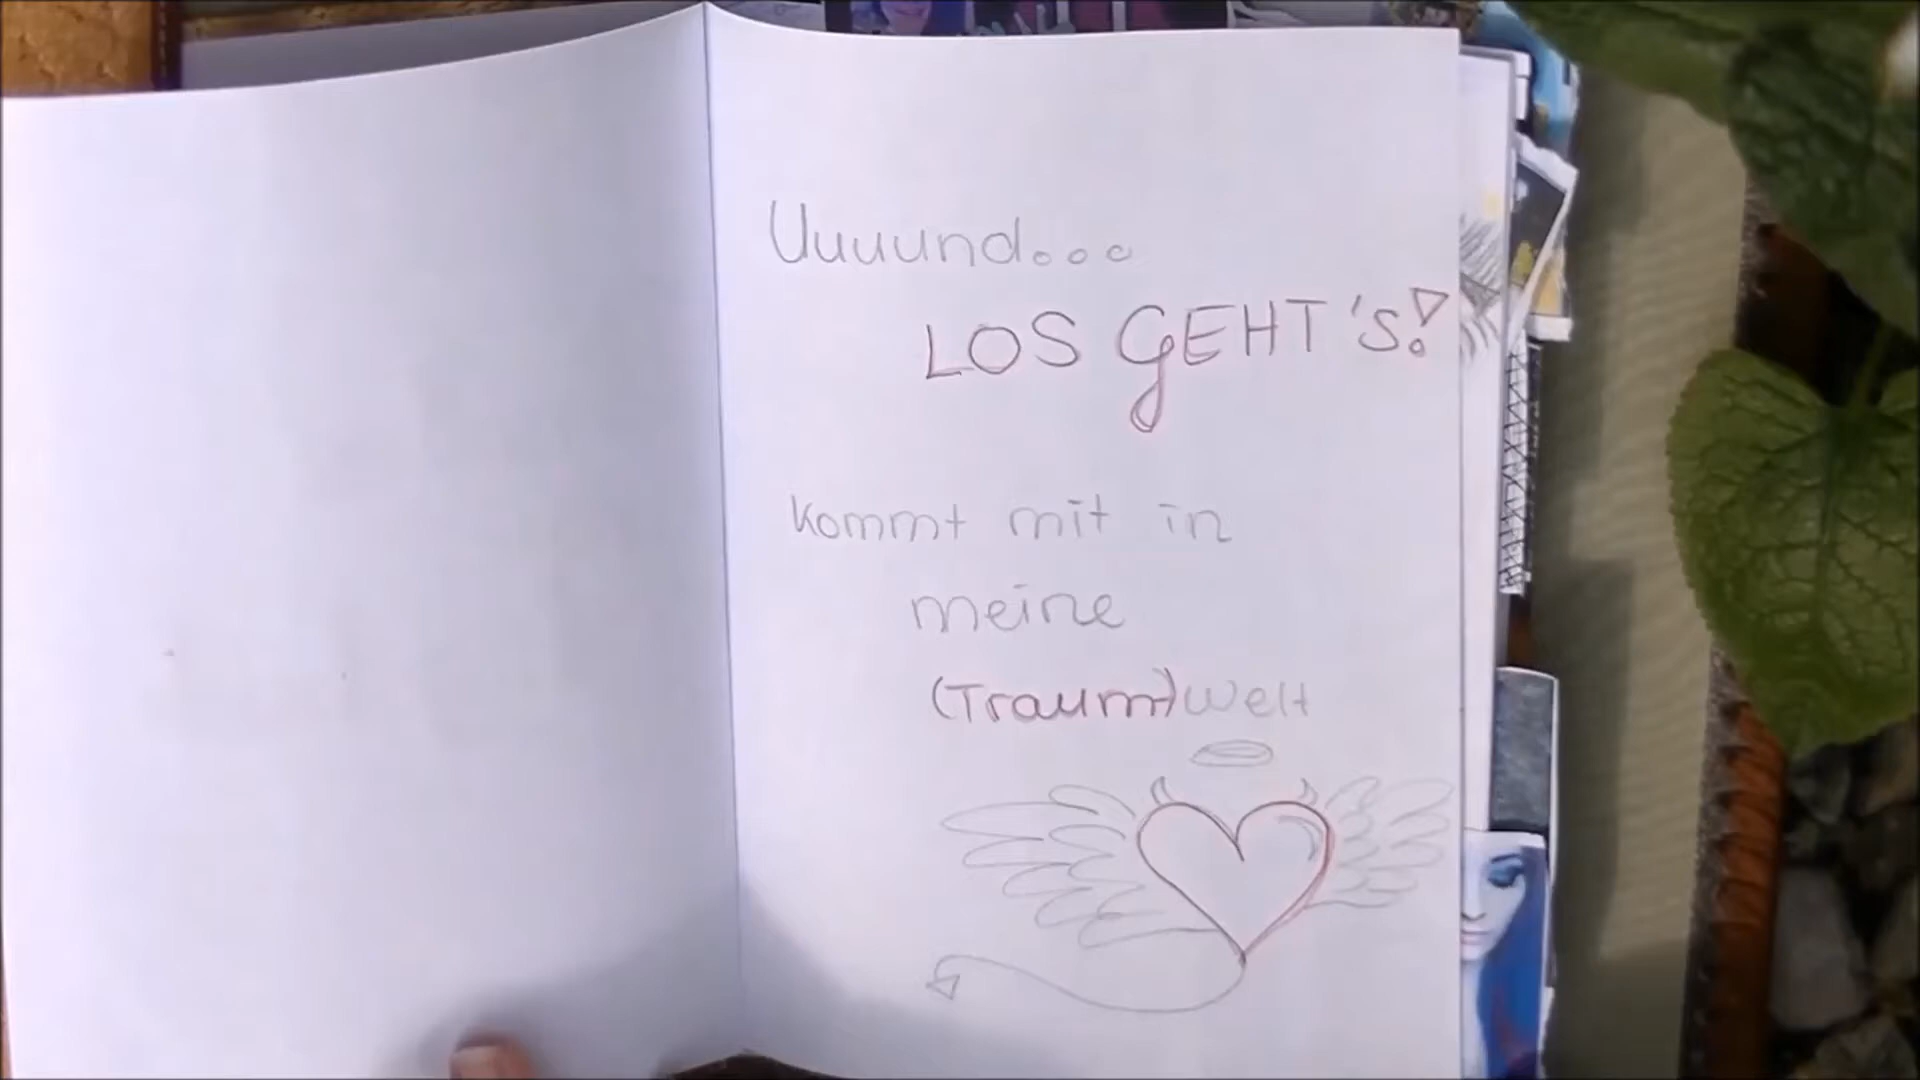 Uuuund...
LOS GEHT'S!
kommt mit in
meine
(Traum)welt